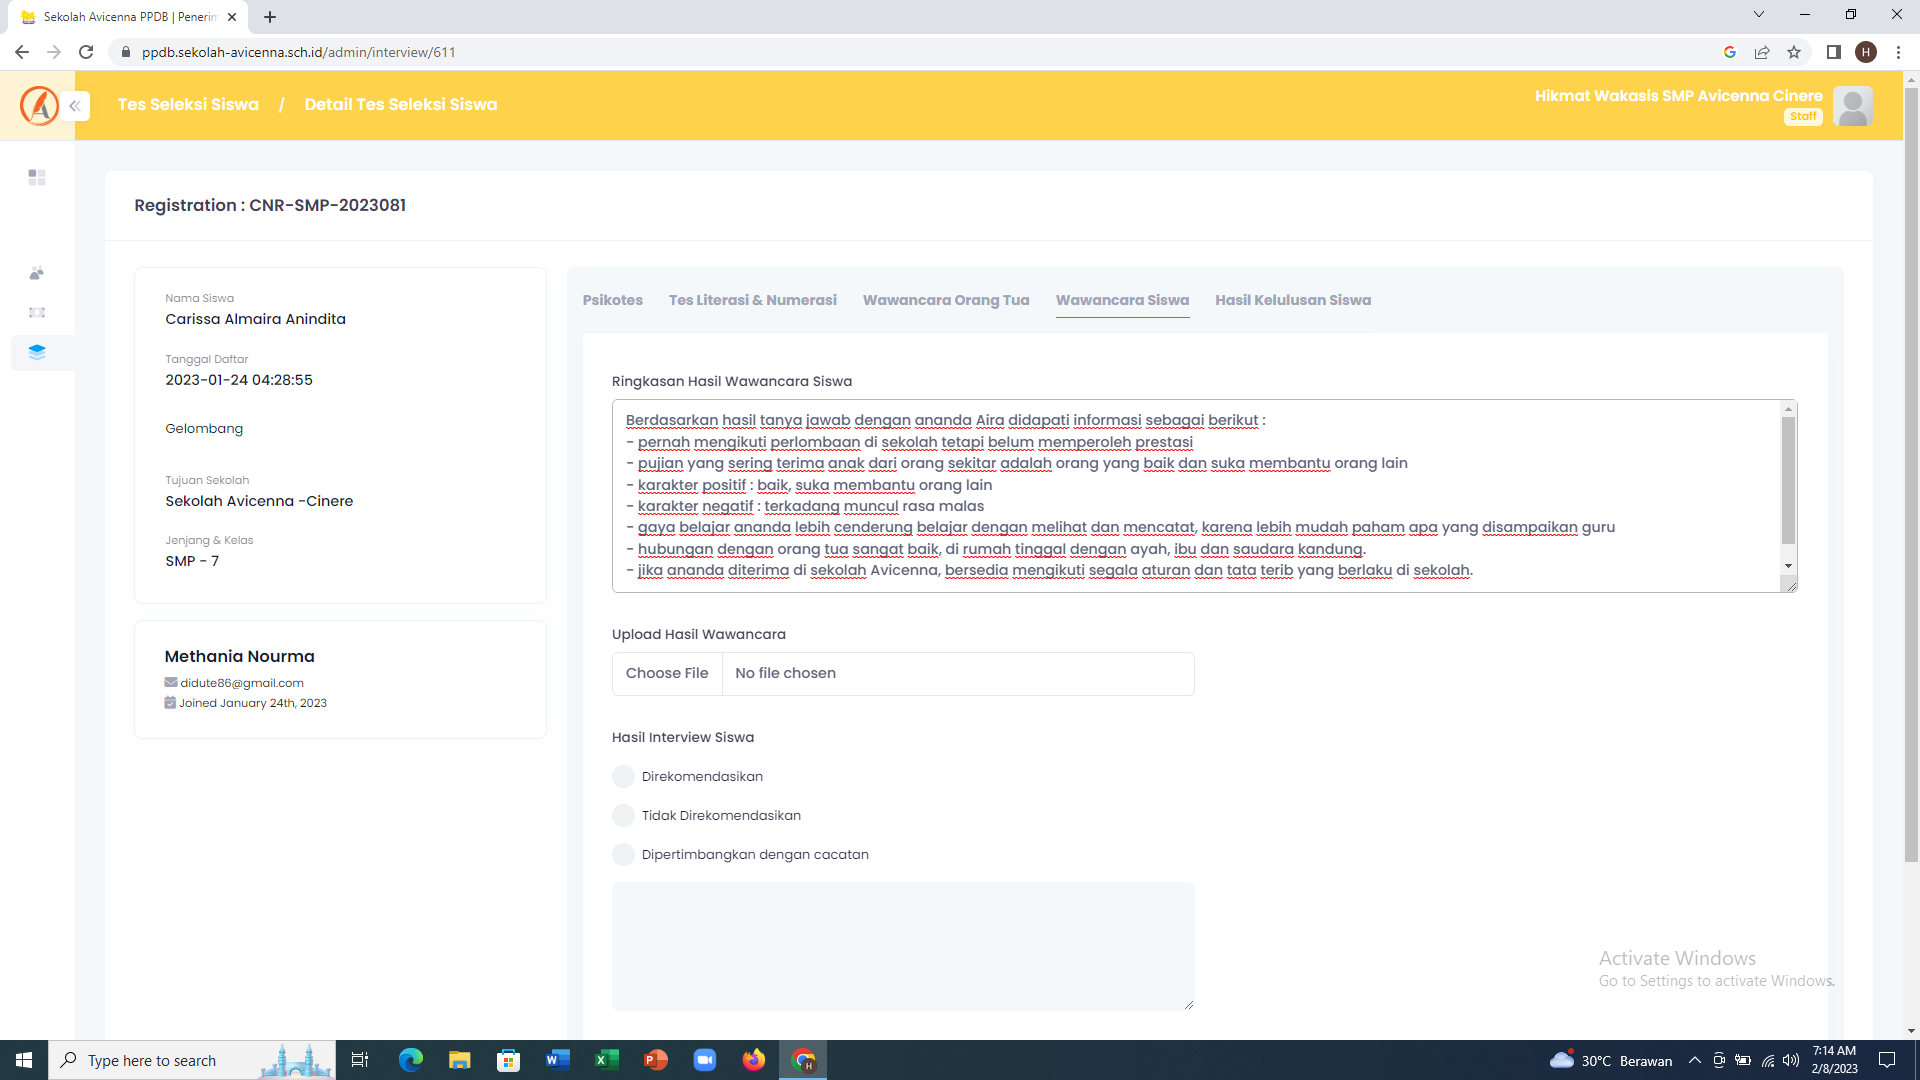 Sekolah Avicenna PPDB | Penerim
ppdb.sekolah-avicenna.sch.id/admin/interview/611
H
Tes Seleksi Siswa / Detail Tes Seleksi Siswa
Hikmat Wakasis SMP Avicenna Cinere
Staff
Registration : CNR-SMP-2023081
Nama Siswa
Carissa Almaira Anindita
Tanggal Daftar
2023-01-24 04:28:55
Gelombang
Tujuan Sekolah
Sekolah Avicenna -Cinere
Jenjang & Kelas
SMP - 7
Methania Nourma
didute86@gmail.com
Joined January 24th, 2023
Psikotes Tes Literasi & Numerasi Wawancara Orang Tua Wawancara Siswa Hasil Kelulusan Siswa
Ringkasan Hasil Wawancara Siswa
Berdasarkan hasil tanya jawab dengan ananda Aira didapati informasi sebagai berikut :
- pernah mengikuti perlombaan di sekolah tetapi belum memperoleh prestasi
- pujian yang sering terima anak dari orang sekitar adalah orang yang baik dan suka membantu orang lain
- karakter positif : baik, suka membantu orang lain
- karakter negatif : terkadang muncul rasa malas
- gaya belajar ananda lebih cenderung belajar dengan melihat dan mencatat, karena lebih mudah paham apa yang disampaikan guru
- hubungan dengan orang tua sangat baik, di rumah tinggal dengan ayah, ibu dan saudara kandung.
- jika ananda diterima di sekolah Avicenna, bersedia mengikuti segala aturan dan tata terib yang berlaku di sekolah.
Upload Hasil Wawancara
Choose File No file chosen
Hasil Interview Siswa
Direkomendasikan
Tidak Direkomendasikan
Dipertimbangkan dengan cacatan
Activate Windows
Go to Settings to activate Windows.
Type here to search
30°C Berawan
7:14 AM
2/8/2023